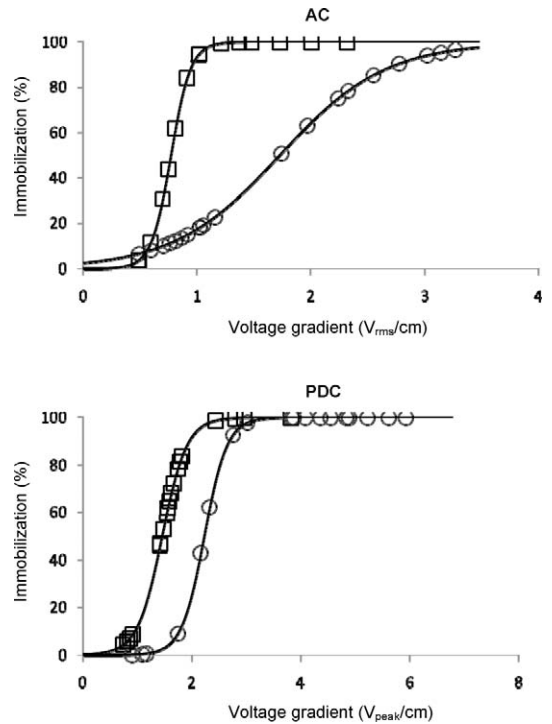 AC
Immobilization (%)
100
80
60
40
20
0
0 1 2 3 4
Voltage gradient (Vrms/cm)
PDC
Immobilization (%)
100
80
60
40
20
0
0 2 4 6 8
Voltage gradient (Vpeak/cm)